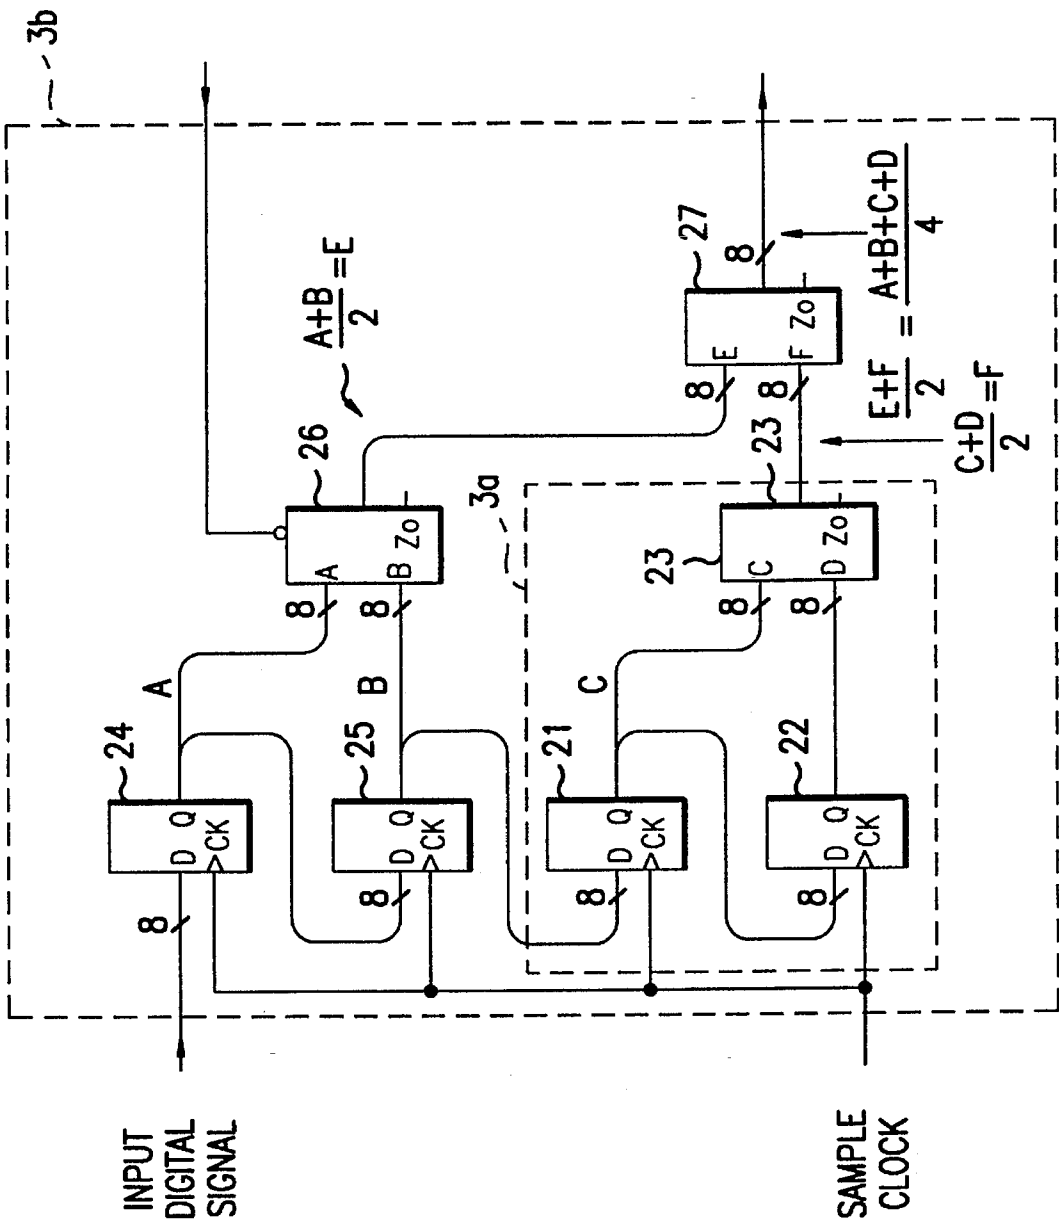 3b
INPUT
DIGITAL
SIGNAL
8
D
Q
CK
24
A
8
D
Q
CK
25
B
8
8
A
B
Zo
26
A+B
2
=E
3a
8
D
Q
CK
21
C
8
D
Q
CK
22
8
8
C
D
Zo
23
23
C+D
2
=F
8
8
E
F
Zo
27
8
E+F
2
=
A+B+C+D
4
SAMPLE
CLOCK